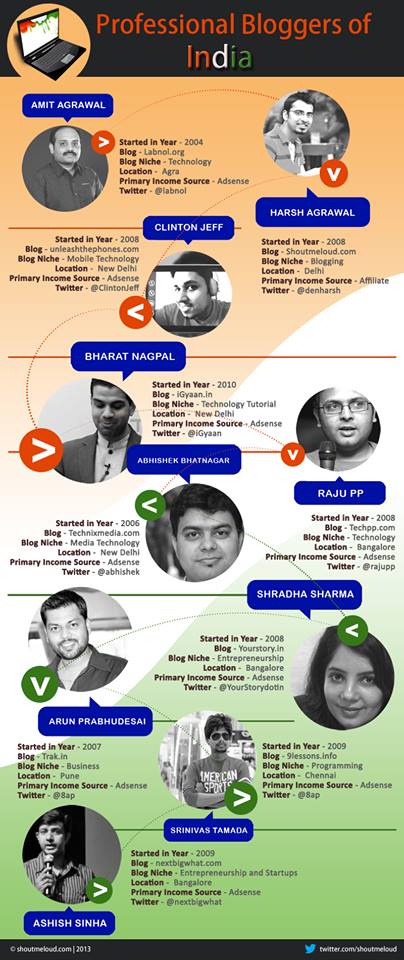 Professional Bloggers of
India
AMIT AGRAWAL
Started in Year - 2004
Blog - Labnol.org
Blog Niche - Technology
Location - Agra
Primary Income Source - Adsense
Twitter - @labnol
HARSH AGRAWAL
Started in Year - 2008
Blog - Shoutmeloud.com
Blog Niche - Blogging
Location - Delhi
Primary Income Source - Affiliate
Twitter - @denharsh
CLINTON JEFF
Started in Year - 2008
Blog - unleashthephones.com
Blog Niche - Mobile Technology
Location - New Delhi
Primary Income Source - Adsense
Twitter - @ClintonJeff
BHARAT NAGPAL
Started in Year - 2010
Blog - iGyaan.in
Blog Niche - Technology Tutorial
Location - New Delhi
Primary Income Source - Adsense
Twitter - @iGyaan
RAJU PP
Started in Year - 2008
Blog - Techpp.com
Blog Niche - Technology
Location - Bangalore
Primary Income Source - Adsense
Twitter - @rajupp
ABHISHEK BHATNAGAR
Started in Year - 2006
Blog - Technixmedia.com
Blog Niche - Media Technology
Location - New Delhi
Primary Income Source - Adsense
Twitter - @abhishek
SHRADHA SHARMA
Started in Year - 2008
Blog - Yourstory.in
Blog Niche - Entrepreneurship
Location - Bangalore
Primary Income Source - Adsense
Twitter - @YourStorydotin
ARUN PRABHUDESAI
Started in Year - 2007
Blog - Trak.in
Blog Niche - Business
Location - Pune
Primary Income Source - Adsense
Twitter - @8ap
AMERICAN
SPORTS
Started in Year - 2009
Blog - 9lessons.info
Blog Niche - Programming
Location - Chennai
Primary Income Source - Adsense
Twitter - @8ap
SRINIVAS TAMADA
Started in Year - 2009
Blog - nextbigwhat.com
Blog Niche - Entrepreneurship and Startups
Location - Bangalore
Primary Income Source - Adsense
Twitter - @nextbigwhat
ASHISH SINHA
© shoutmeloud.com | 2013
twitter.com/shoutmeloud